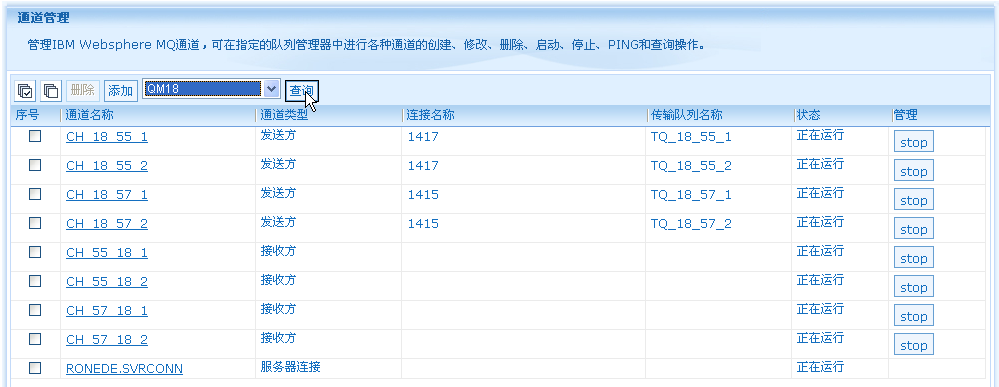 通道管理
管理IBM Websphere MQ通道，可在指定的队列管理器中进行各种通道的创建、修改、删除、启动、停止、PING和查询操作。
删除 添加 QM18 查询
序号 通道名称 通道类型 连接名称 传输队列名称 状态 管理
CH_18_55_1 发送方 1417 TQ_18_55_1 正在运行 stop
CH_18_55_2 发送方 1417 TQ_18_55_2 正在运行 stop
CH_18_57_1 发送方 1415 TQ_18_57_1 正在运行 stop
CH_18_57_2 发送方 1415 TQ_18_57_2 正在运行 stop
CH_55_18_1 接收方 正在运行 stop
CH_55_18_2 接收方 正在运行 stop
CH_57_18_1 接收方 正在运行 stop
CH_57_18_2 接收方 正在运行 stop
RONEDE.SVRCONN 服务器连接 正在运行